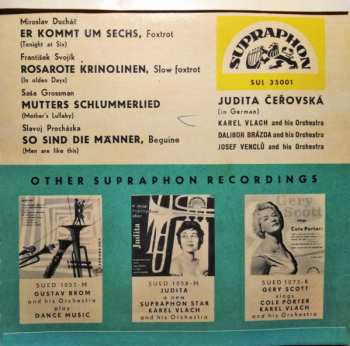 Miroslav Ducháč
ER KOMMT UM SECHS, Foxtrot
(Tonight at Six)
František Svojík
ROSAROTE KRINOLINEN, Slow foxtrot
(In olden Days)
Saša Grossman
MUTTERS SCHLUMMERLIED
(Mother's Lullaby)
Slavoj Procháska
SO SIND DIE MÄNNER, Beguine
(Men are like this)
SUPRAPHON
SUL 35001
JUDITA ČEŘOVSKÁ
(in German)
KAREL VLACH and his Orchestra
DALIBOR BRÁZDA and his Orchestra
JOSEF VENCLŮ and his Orchestra
OTHER SUPRAPHON RECORDINGS
SUED 1052-M
GUSTAV BROM
and his Orchestra
play
DANCE MUSIC
Judita
SUED 1058-M
JUDITA
a new
SUPRAPHON STAR
KAREL VLACH
and his Orchestra
Gery
Scott
Cole Porter
SUED 1075-M
GERY SCOTT
sings
COLE PORTER
KAREL VLACH
and his Orchestra